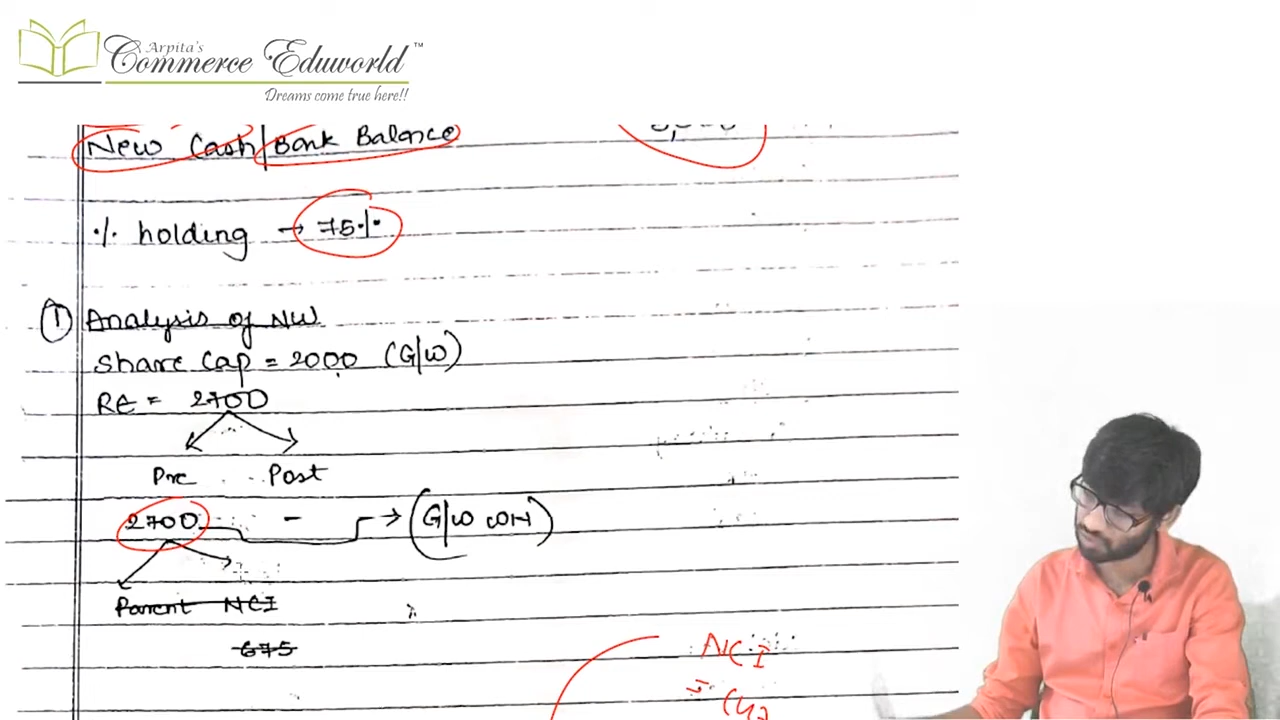 Arpita's
Commerce Eduworld™
Dreams come true here!!
New Cash/Bank Balance
·/· holding → 75·/·
① Analysis of NW
Share Cap = 2000 (G/W)
RE = 2700
Pre Post
2700 - → (G/W WN)
Parent NCI
675
NCI